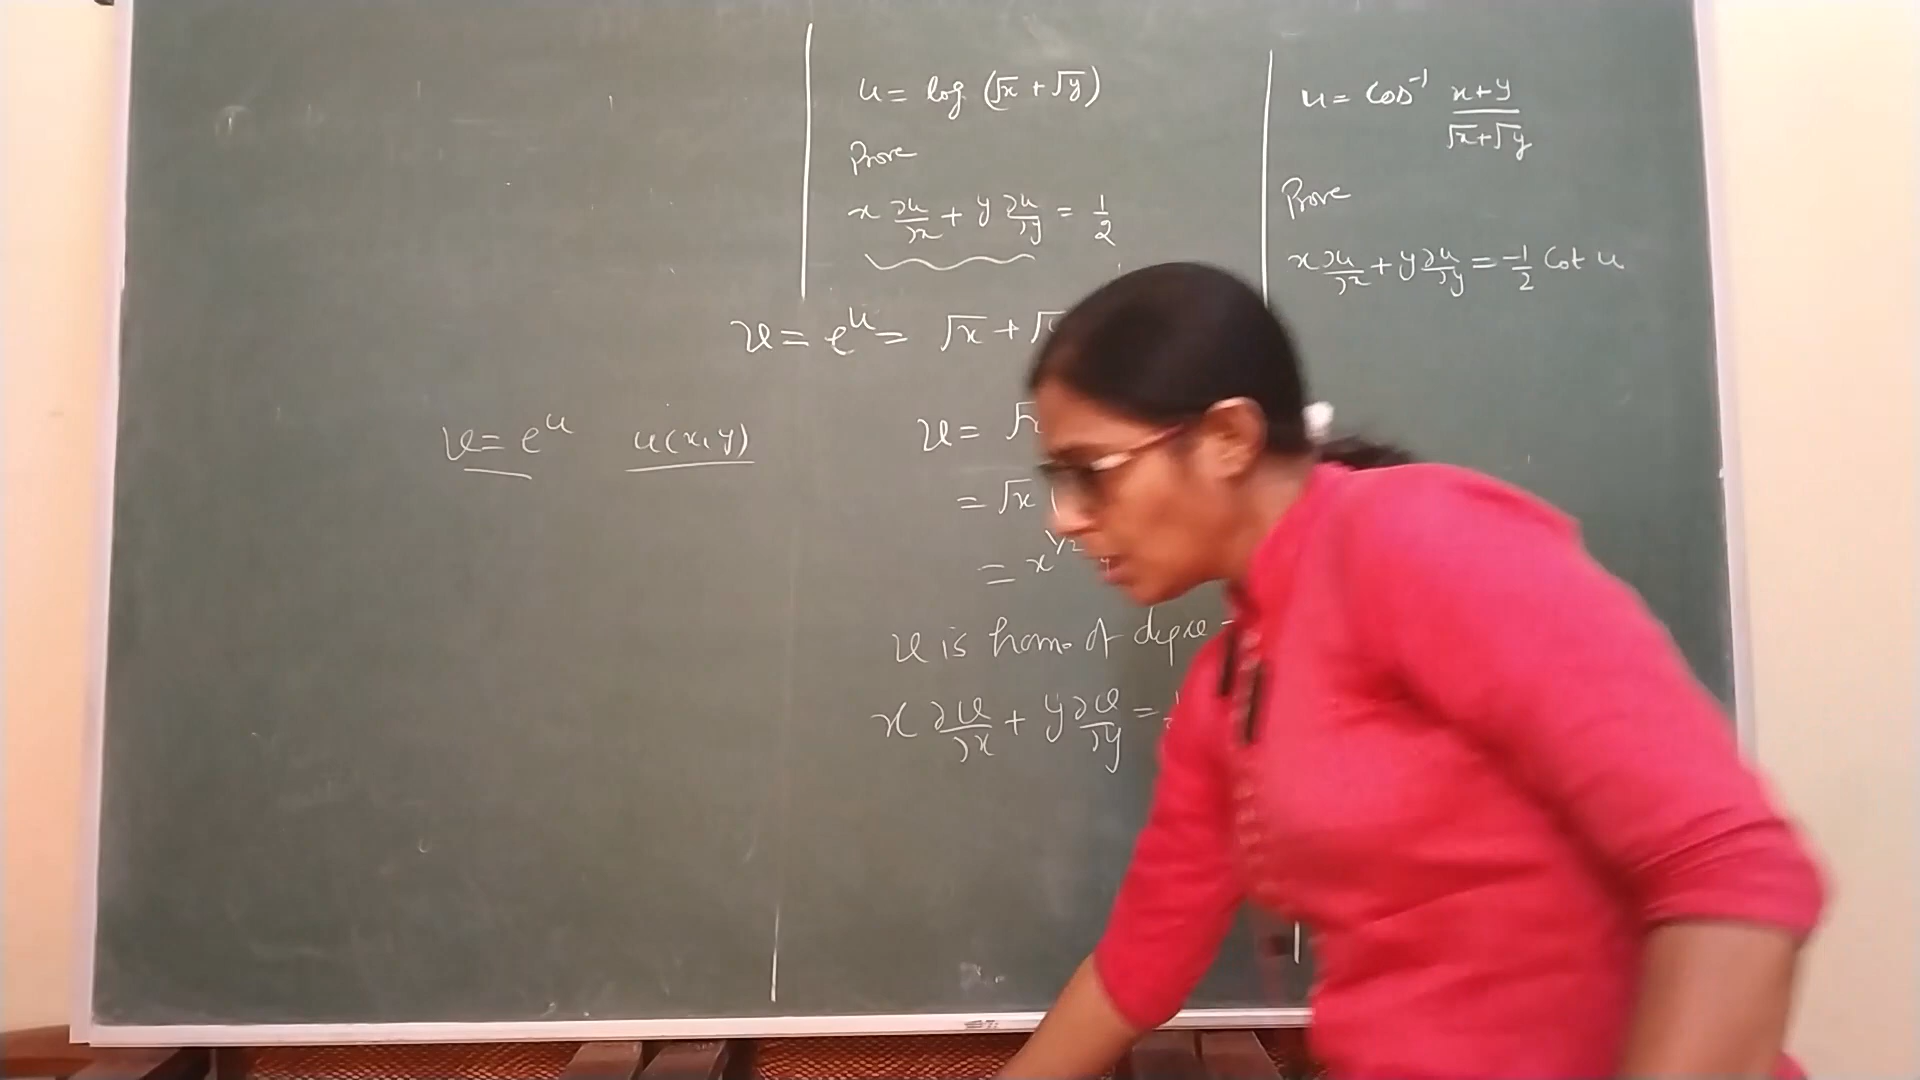 u = log (√x + √y)
Prove
x ∂u/∂x + y ∂u/∂y = 1/2
v = e^u = √x + √
v = e^u u(x,y)
v = √x
= √x (
= x^1/2
v is homo. of degree
x ∂v/∂x + y ∂v/∂y =
u = cos^-1 (x+y)/(√x+√y)
Prove
x ∂u/∂x + y ∂u/∂y = -1/2 cot u